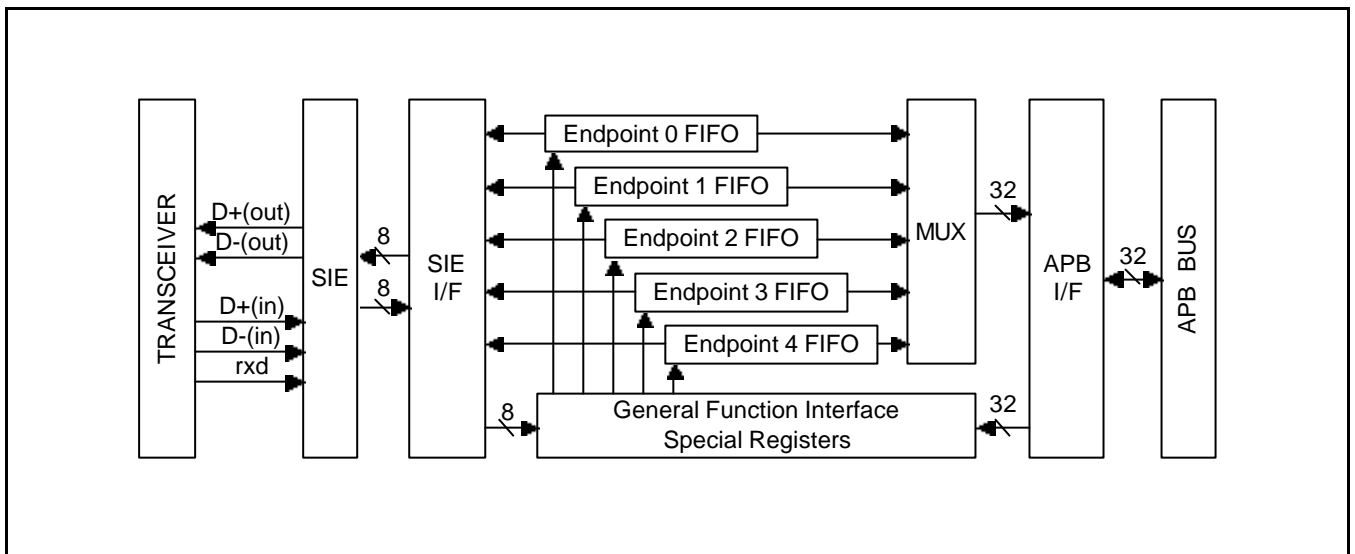 TRANSCEIVER
D+(out)
D-(out)
D+(in)
D-(in)
rxd
SIE
8
8
SIE
I/F
Endpoint 0 FIFO
Endpoint 1 FIFO
Endpoint 2 FIFO
Endpoint 3 FIFO
Endpoint 4 FIFO
8
General Function Interface
Special Registers
MUX
32
32
APB
I/F
32
APB BUS